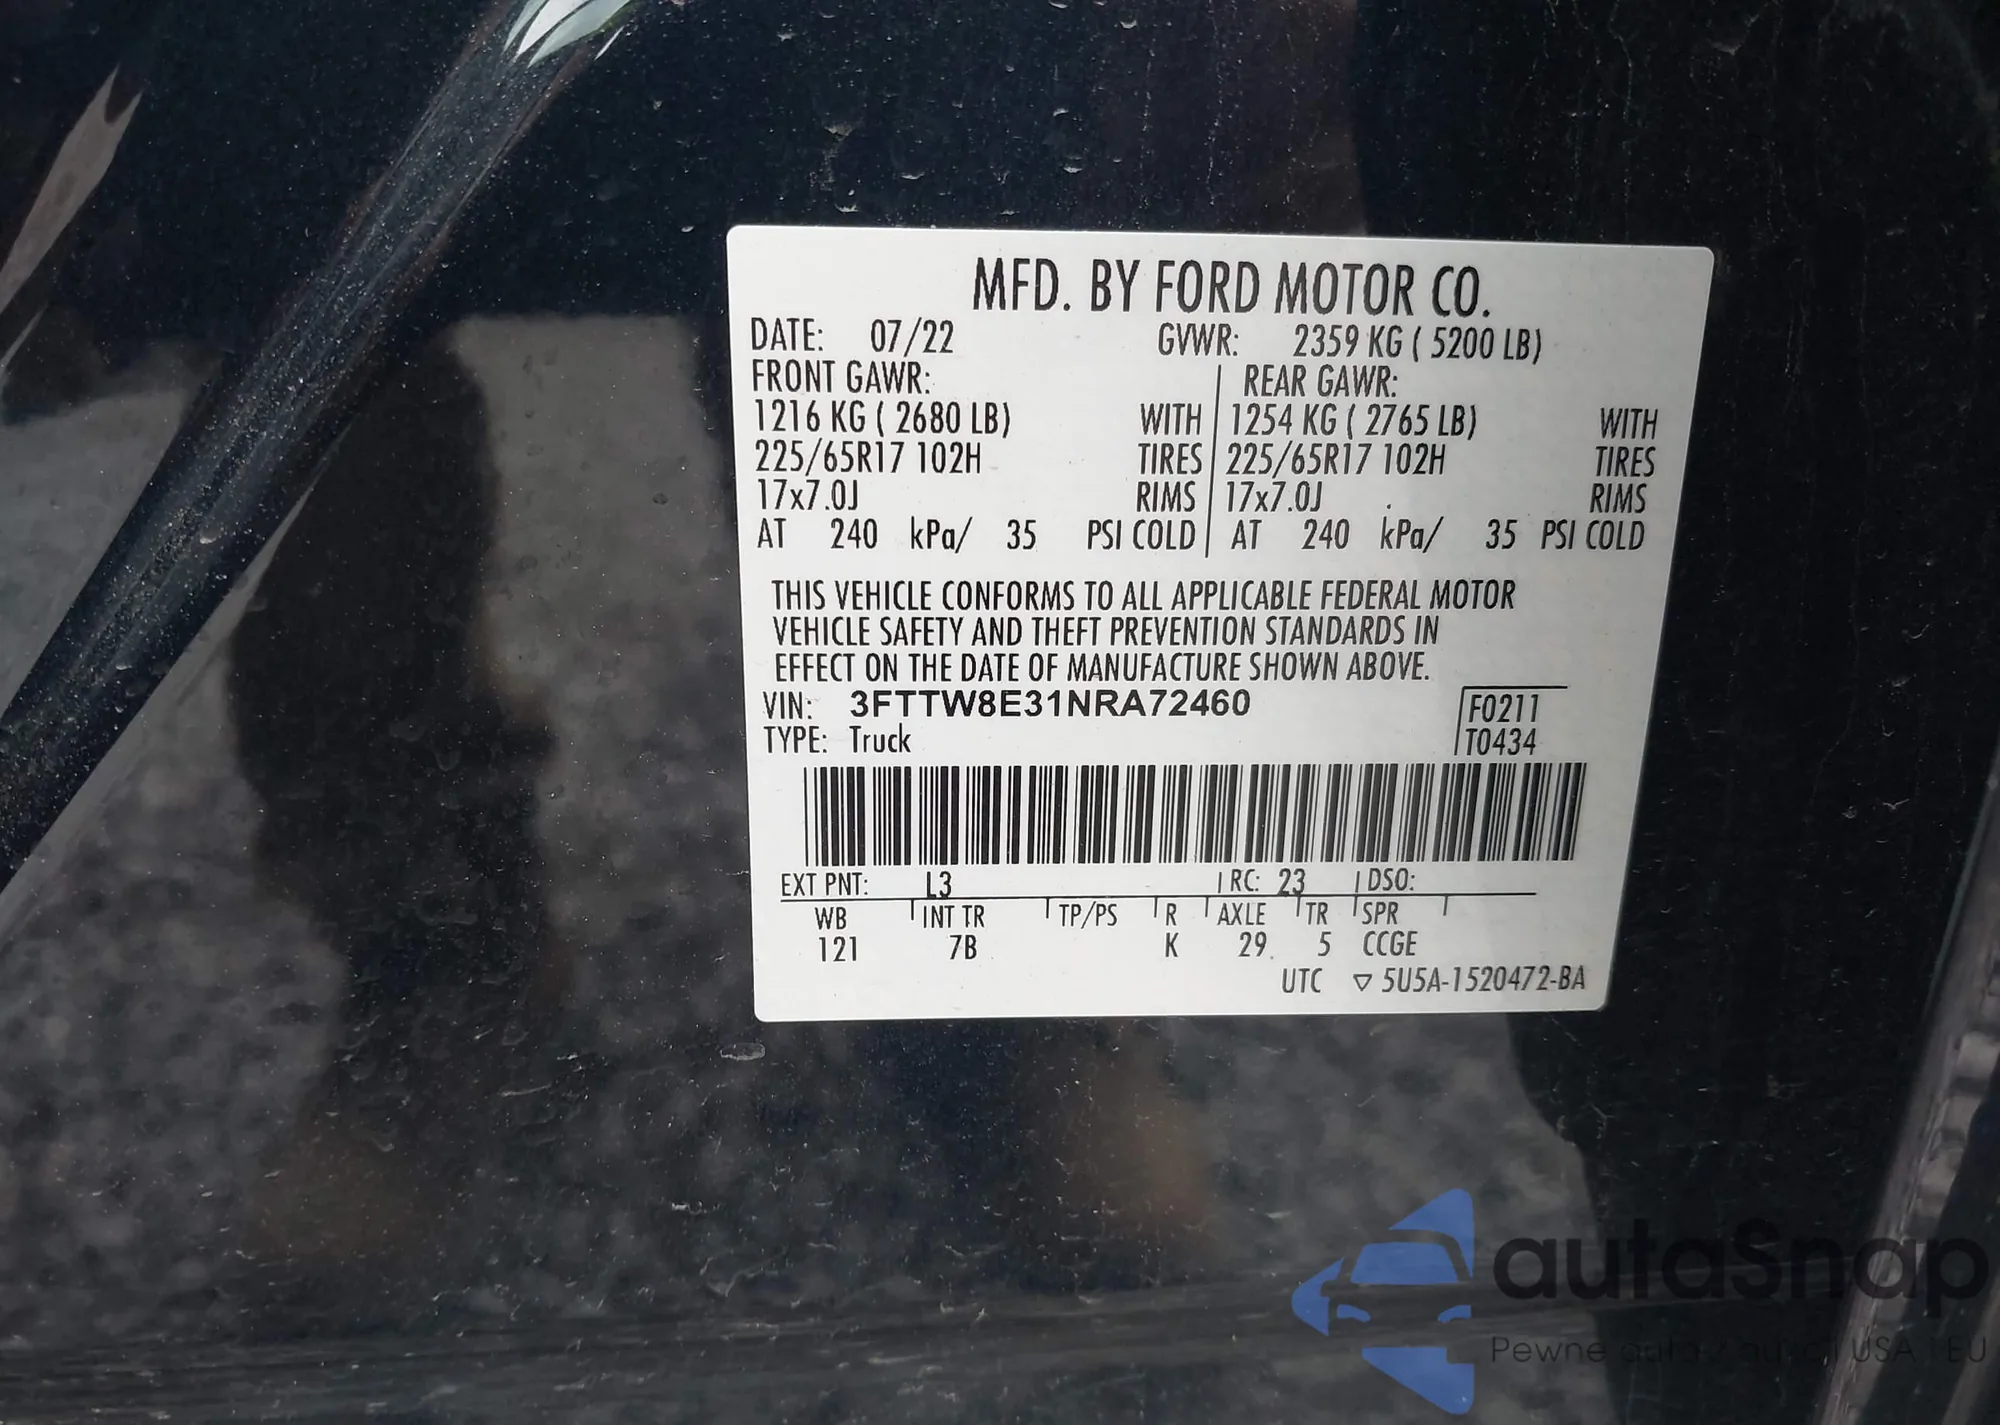 MFD. BY FORD MOTOR CO.
DATE: 07/22 GVWR: 2359 KG ( 5200 LB)
FRONT GAWR: REAR GAWR:
1216 KG ( 2680 LB) WITH 1254 KG ( 2765 LB) WITH
225/65R17 102H TIRES 225/65R17 102H TIRES
17x7.0J RIMS 17x7.0J RIMS
AT 240 kPa/ 35 PSI COLD AT 240 kPa/ 35 PSI COLD
THIS VEHICLE CONFORMS TO ALL APPLICABLE FEDERAL MOTOR
VEHICLE SAFETY AND THEFT PREVENTION STANDARDS IN
EFFECT ON THE DATE OF MANUFACTURE SHOWN ABOVE.
VIN: 3FTTW8E31NRA72460 F0211
TYPE: Truck T0434
EXT PNT: L3 RC: 23 DSO:
WB INT TR TP/PS R AXLE TR SPR
121 7B K 29 5 CCGE
UTC ▽ 5U5A-1520472-BA
autaSnap
Pewne auta z aukcji USA i EU